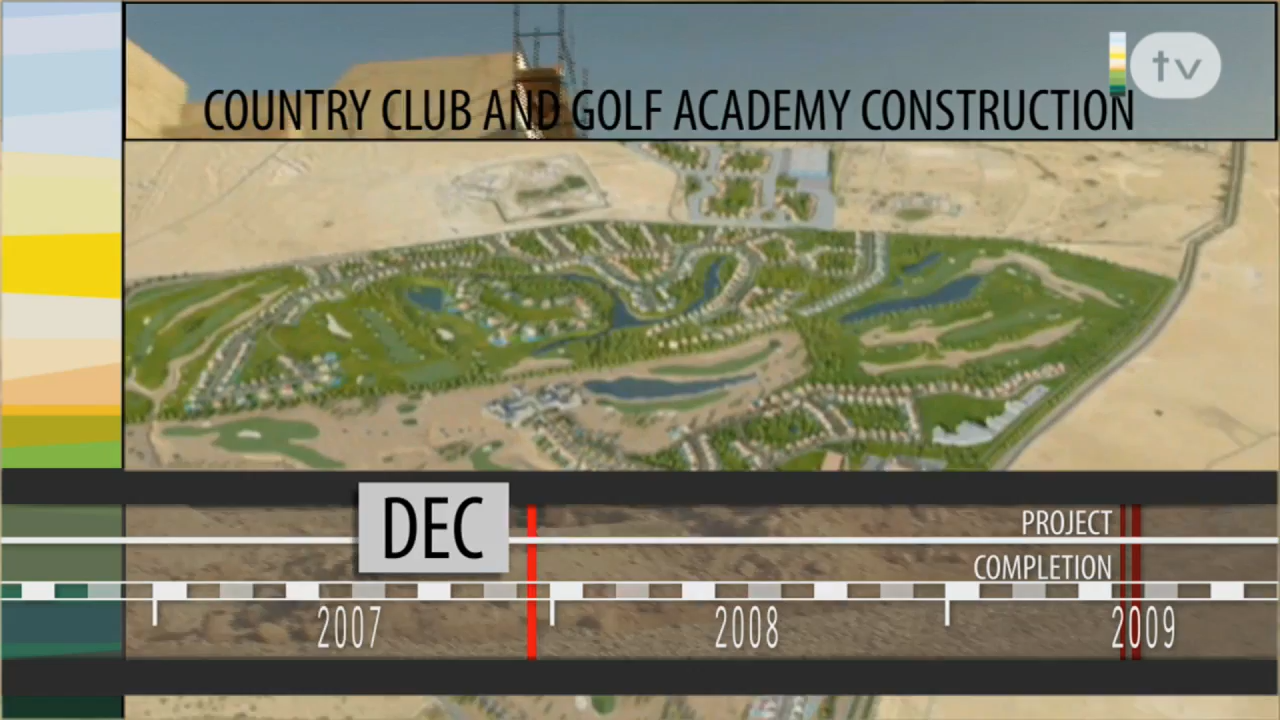 tv
COUNTRY CLUB AND GOLF ACADEMY CONSTRUCTION
DEC
PROJECT
COMPLETION
2007
2008
2009